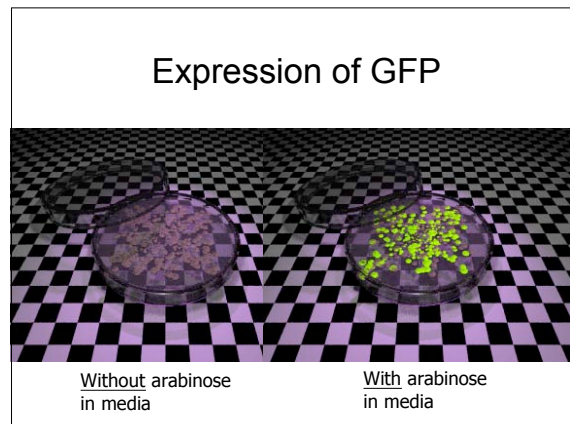 Expression of GFP
Without arabinose
in media
With arabinose
in media